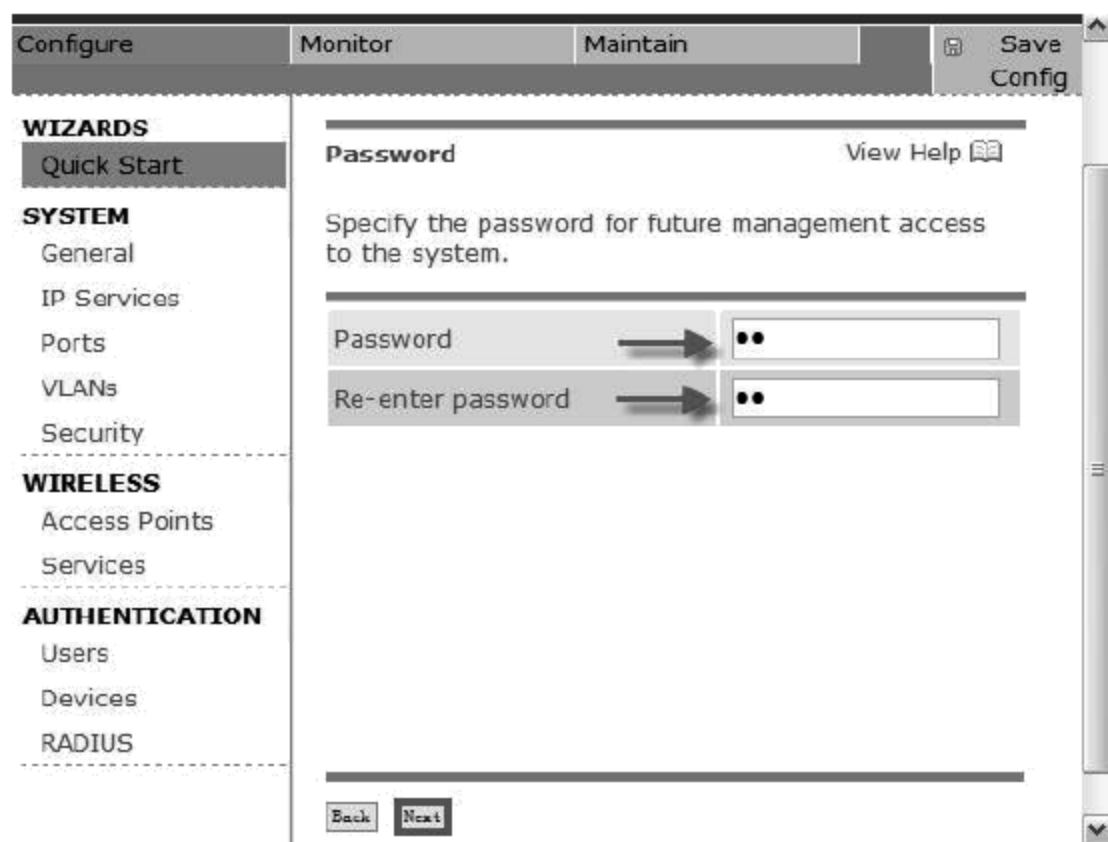 Configure
Monitor
Maintain
Save
Config
WIZARDS
Quick Start
SYSTEM
General
IP Services
Ports
VLANs
Security
WIRELESS
Access Points
Services
AUTHENTICATION
Users
Devices
RADIUS
Password
View Help
Specify the password for future management access
to the system.
Password
Re-enter password
Back
Next